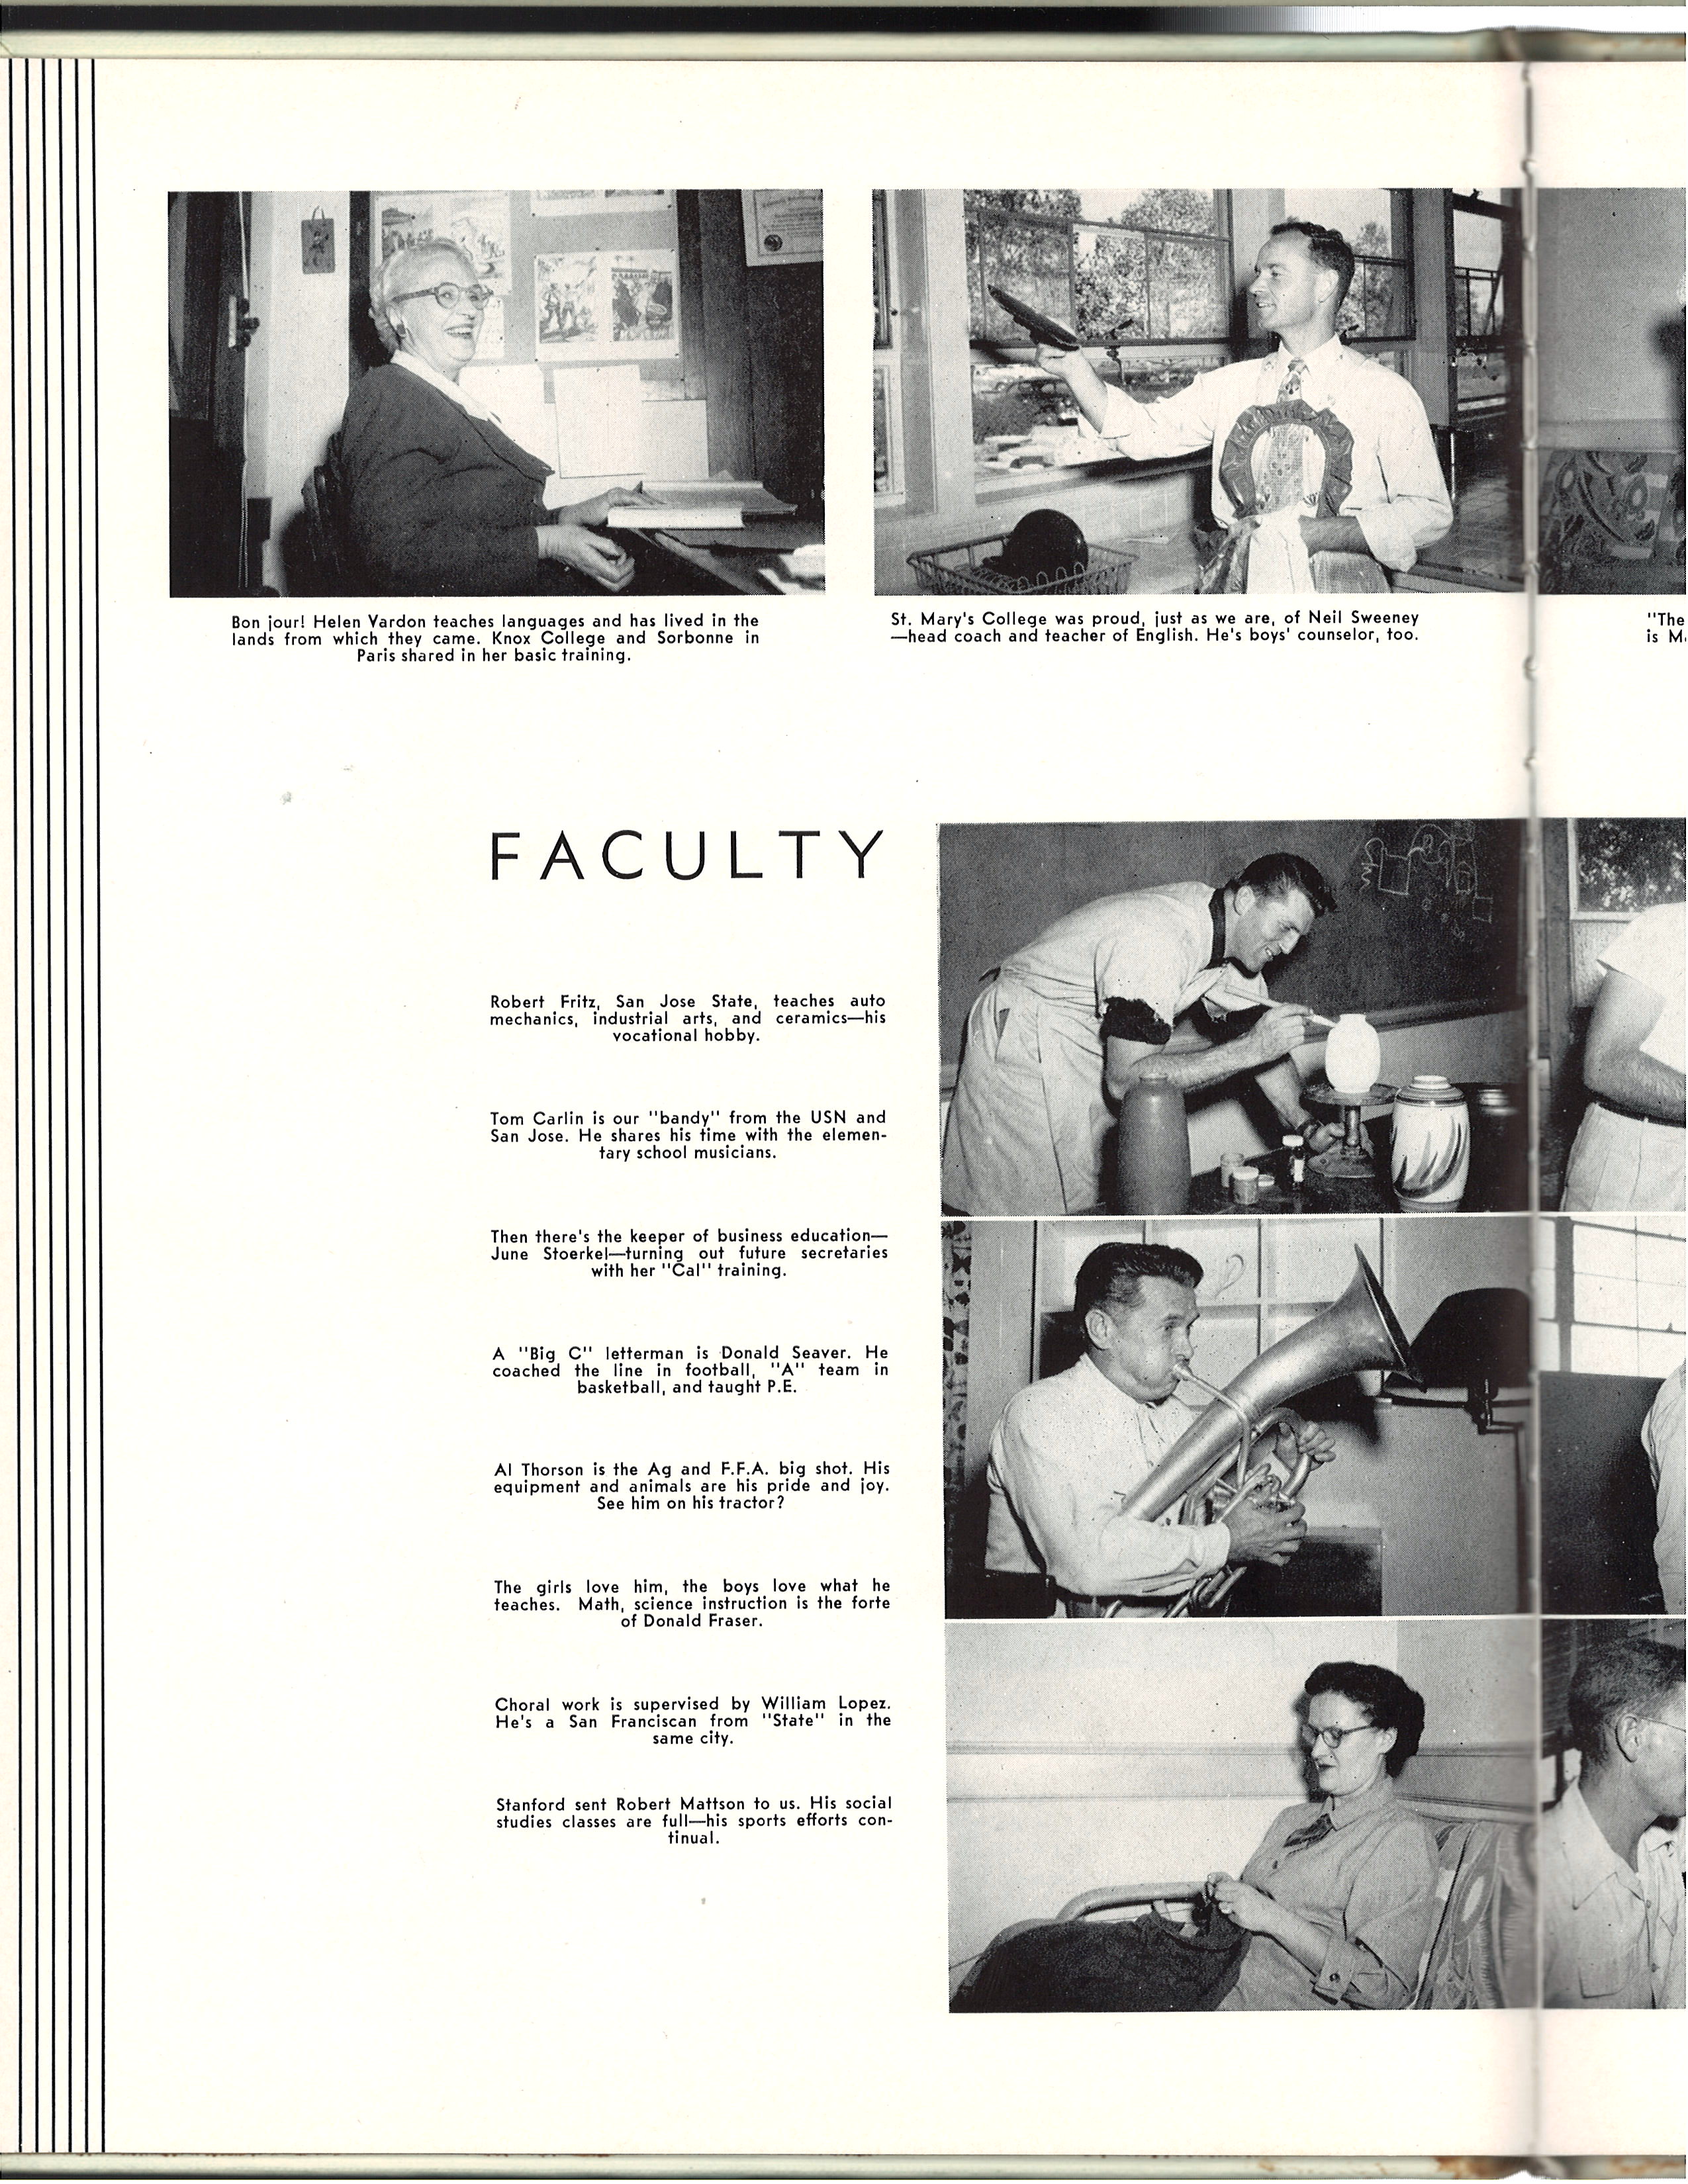 Bon jour! Helen Vardon teaches languages and has lived in the
lands from which they came. Knox College and Sorbonne in
Paris shared in her basic training.
St. Mary's College was proud, just as we are, of Neil Sweeney
—head coach and teacher of English. He's boys' counselor, too.
"The
is M
FACULTY
Robert Fritz, San Jose State, teaches auto
mechanics, industrial arts, and ceramics—his
vocational hobby.
Tom Carlin is our "bandy" from the USN and
San Jose. He shares his time with the elemen-
tary school musicians.
Then there's the keeper of business education—
June Stoerkel—turning out future secretaries
with her "Cal" training.
A "Big C" letterman is Donald Seaver. He
coached the line in football, "A" team in
basketball, and taught P.E.
Al Thorson is the Ag and F.F.A. big shot. His
equipment and animals are his pride and joy.
See him on his tractor?
The girls love him, the boys love what he
teaches. Math, science instruction is the forte
of Donald Fraser.
Choral work is supervised by William Lopez.
He's a San Franciscan from "State" in the
same city.
Stanford sent Robert Mattson to us. His social
studies classes are full—his sports efforts con-
tinual.